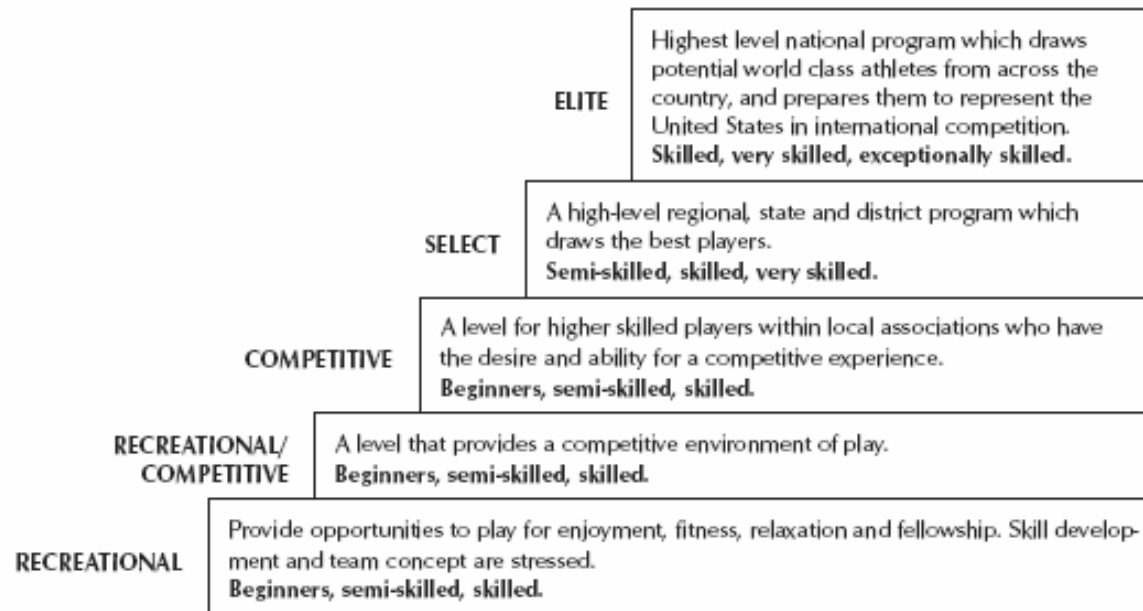 ELITE
Highest level national program which draws
potential world class athletes from across the
country, and prepares them to represent the
United States in international competition.
Skilled, very skilled, exceptionally skilled.
SELECT
A high-level regional, state and district program which
draws the best players.
Semi-skilled, skilled, very skilled.
COMPETITIVE
A level for higher skilled players within local associations who have
the desire and ability for a competitive experience.
Beginners, semi-skilled, skilled.
RECREATIONAL/
COMPETITIVE
A level that provides a competitive environment of play.
Beginners, semi-skilled, skilled.
RECREATIONAL
Provide opportunities to play for enjoyment, fitness, relaxation and fellowship. Skill develop-
ment and team concept are stressed.
Beginners, semi-skilled, skilled.